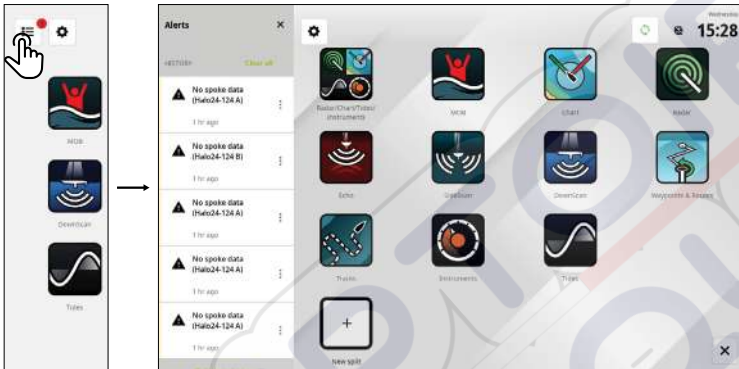 MOB
DownScan
Tides
Alerts
HISTORY
Clear all
No spoke data
(Halo24-124 A)
1 hr ago
No spoke data
(Halo24-124 B)
1 hr ago
No spoke data
(Halo24-124 A)
1 hr ago
No spoke data
(Halo24-124 A)
1 hr ago
No spoke data
(Halo24-124 A)
1 hr ago
Wednesday
15:28
Radar/Chart/Tides/
Instruments
MOB
Chart
Radar
Echo
SideScan
DownScan
Waypoints & Routes
Tracks
Instruments
Tides
New split